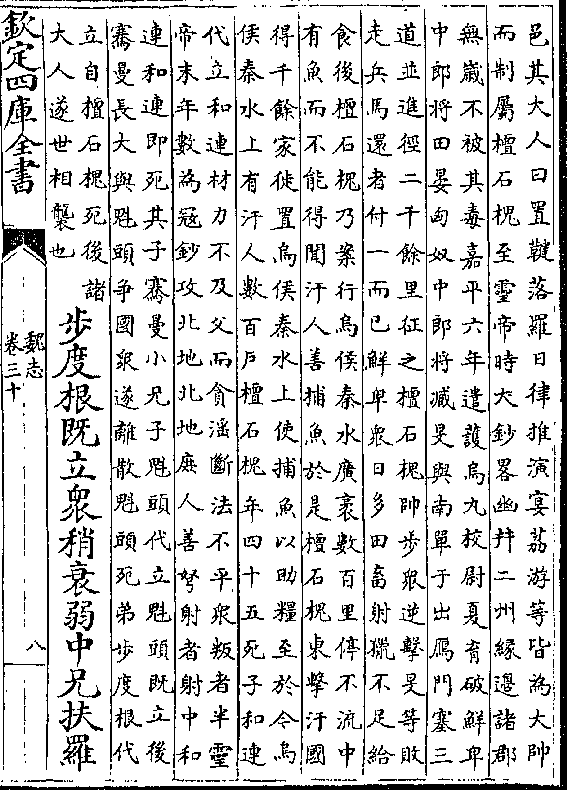 邑其大人曰置鞬落羅日律推演宴荔游等皆為大帥
而制屬檀石槐至靈帝時大鈔畧幽并二州緣邊諸郡
無嵗不被其毒嘉平六年遣護烏九校尉夏育破鮮卑
中郎將田晏匈奴中郎將臧旻與南單于出鴈門塞三
道並進徑二千餘里征之檀石槐帥步衆逆擊旻等敗
走兵馬還者什一而已鮮卑衆日多田畜射獵不足給
食後檀石槐乃案行烏侯秦水廣袤數百里停不流中
有魚而不能得聞汙人善捕魚於是檀石槐東擊汙國
得千餘家徙置烏侯秦水上使捕魚以助糧至於今烏
侯秦水上有汙人數百戸檀石槐年四十五死子和連
代立和連材力不及父而貪淫斷法不平衆叛者半靈
帝末年數為寇鈔攻北地北地庶人善弩射者射中和
連和連即死其子騫曼小兄子魁頭代立魁頭既立後
騫曼長大與魁頭爭國衆遂離散魁頭死弟步度根代
立自檀石槐死後諸
大人遂世相襲也
步度根既立衆稍衰弱中兄扶羅
欽定四庫全書
魏志
卷三十
八